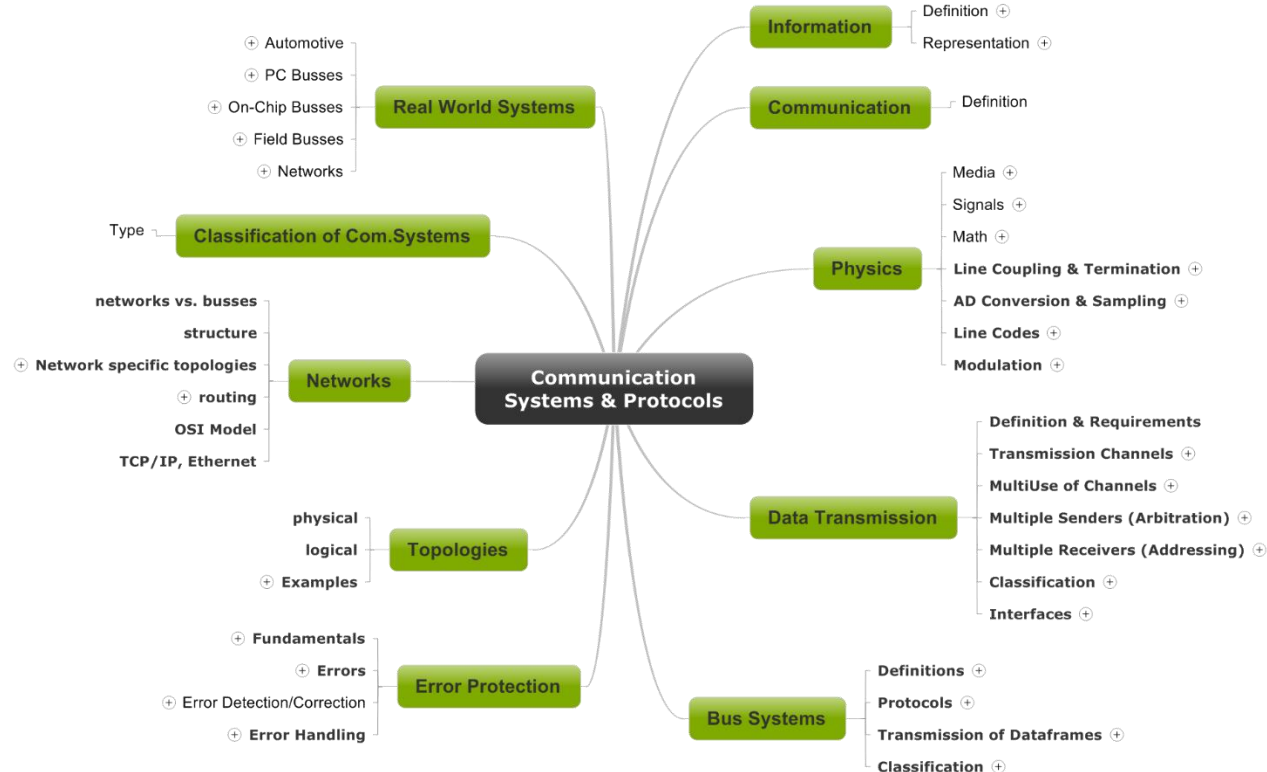 Communication
Systems & Protocols
Information
Definition
Representation
Communication
Definition
Physics
Media
Signals
Math
Line Coupling & Termination
AD Conversion & Sampling
Line Codes
Modulation
Data Transmission
Definition & Requirements
Transmission Channels
MultiUse of Channels
Multiple Senders (Arbitration)
Multiple Receivers (Addressing)
Classification
Interfaces
Bus Systems
Definitions
Protocols
Transmission of Dataframes
Classification
Real World Systems
Automotive
PC Busses
On-Chip Busses
Field Busses
Networks
Classification of Com.Systems
Type
Networks
networks vs. busses
structure
Network specific topologies
routing
OSI Model
TCP/IP, Ethernet
Topologies
physical
logical
Examples
Error Protection
Fundamentals
Errors
Error Detection/Correction
Error Handling